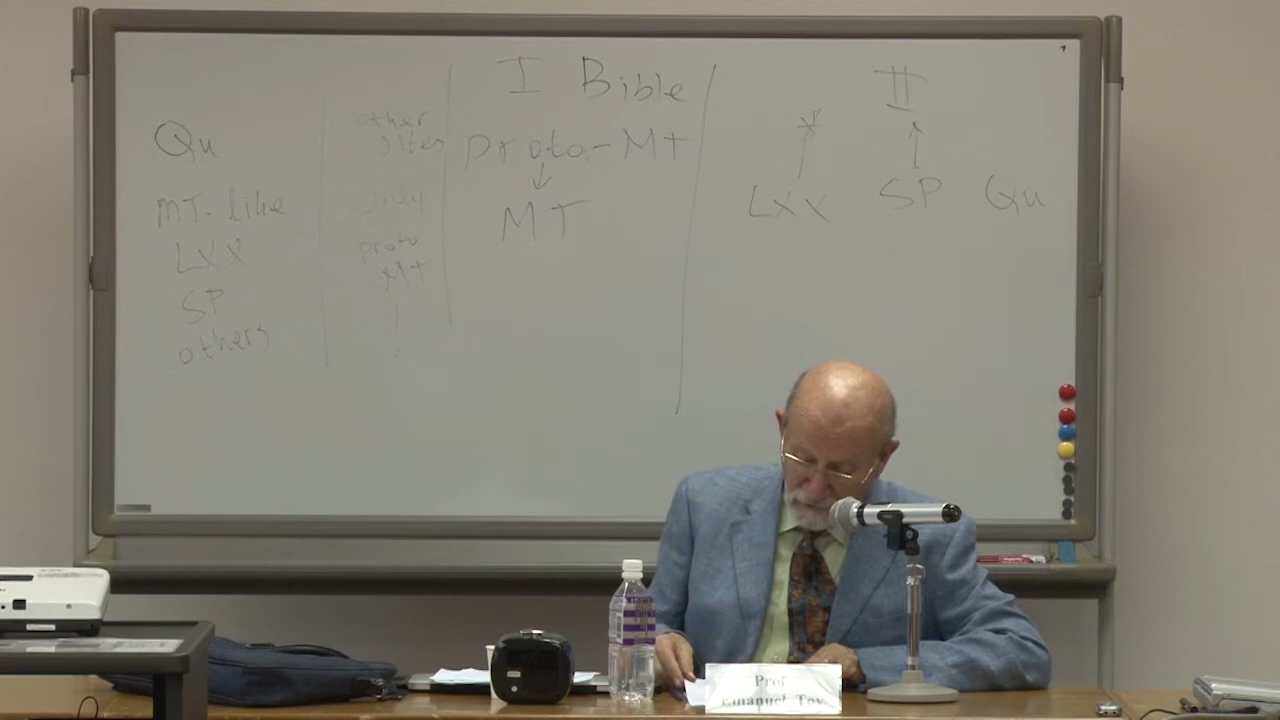 Qu
MT-like
LXX
SP
others
other
sites
only
proto
MT
I Bible
proto-MT
MT
II
LXX SP Qu
Prof
Emanuel Tov